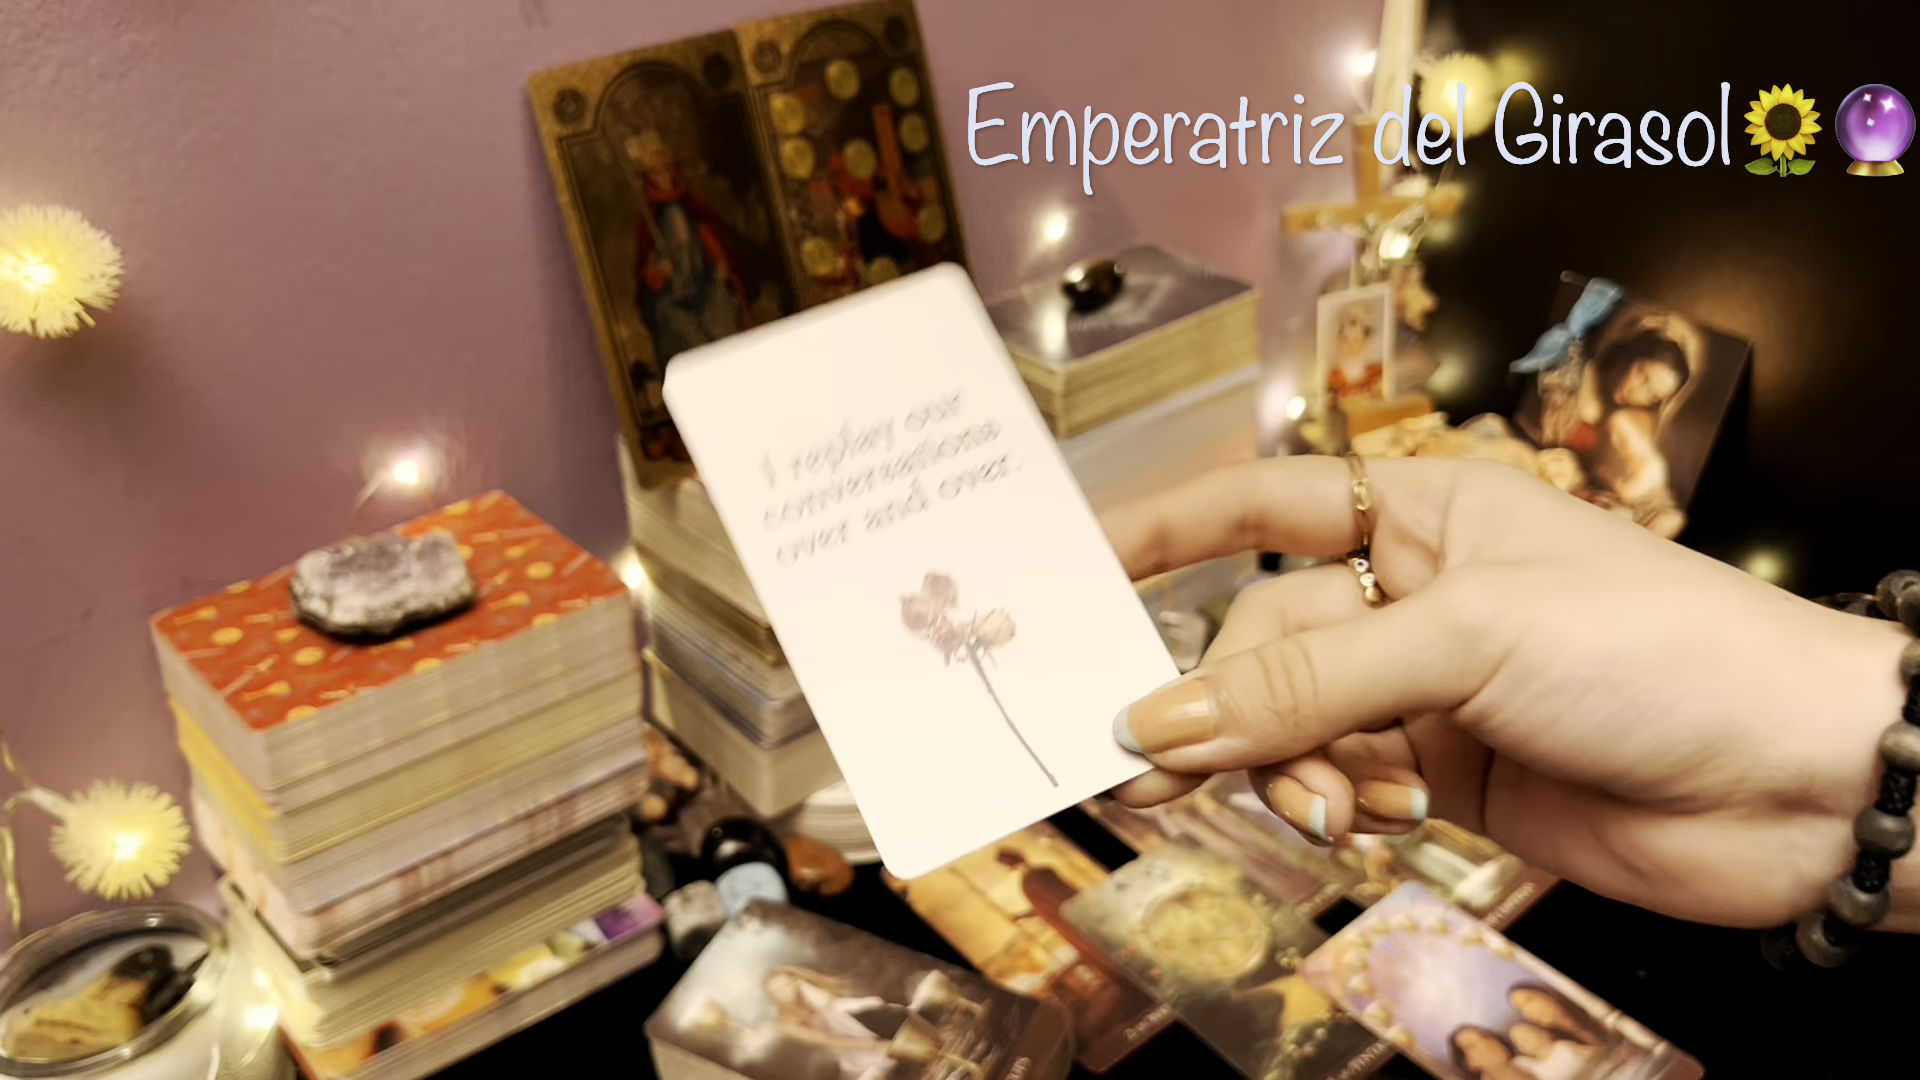 Emperatriz del Girasol🌻🔮
I replay our
conversations
over and over.